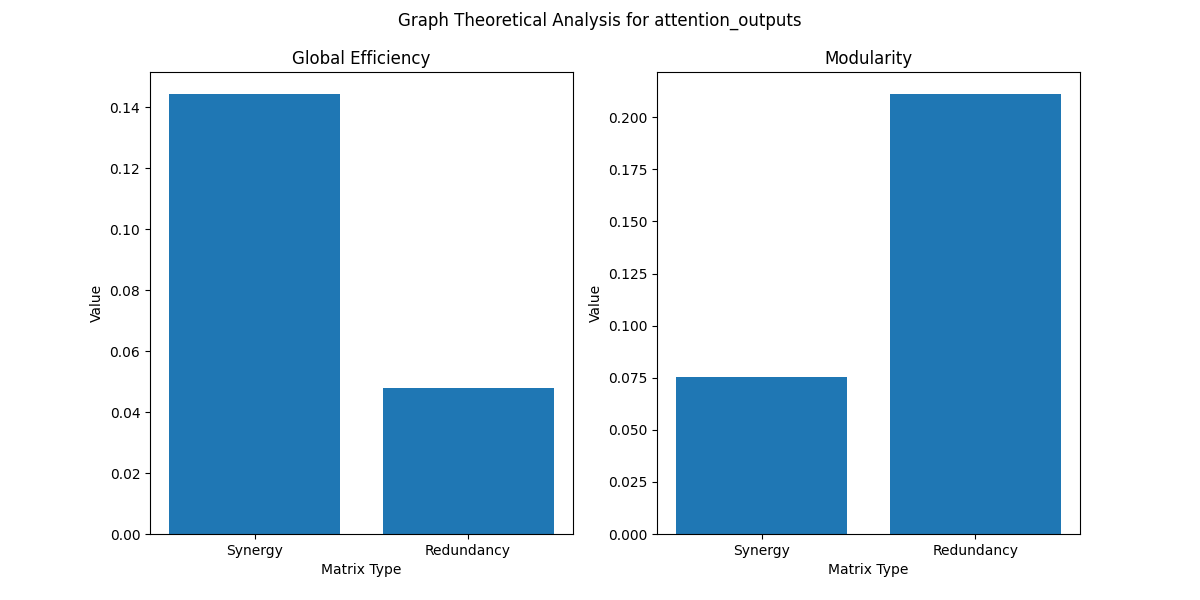 Graph Theoretical Analysis for attention_outputs
Global Efficiency
0.14
0.12
0.10
0.08
0.06
0.04
0.02
0.00
Value
Synergy
Redundancy
Matrix Type
Modularity
0.200
0.175
0.150
0.125
0.100
0.075
0.050
0.025
0.000
Value
Synergy
Redundancy
Matrix Type